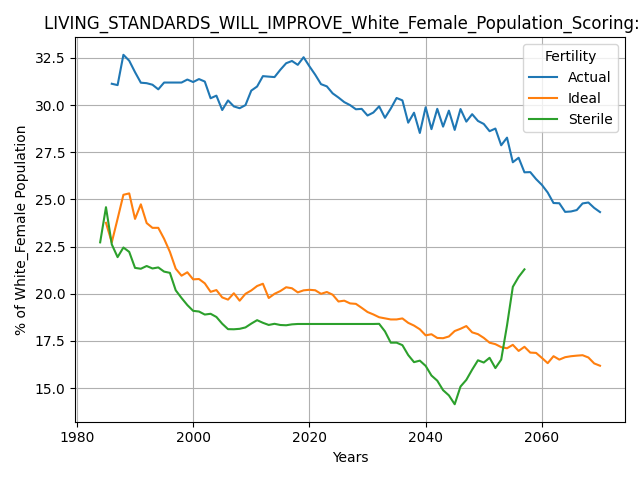 LIVING_STANDARDS_WILL_IMPROVE_White_Female_Population_Scoring:
Fertility
Actual
Ideal
Sterile
% of White_Female Population
32.5
30.0
27.5
25.0
22.5
20.0
17.5
15.0
1980
2000
2020
2040
2060
Years